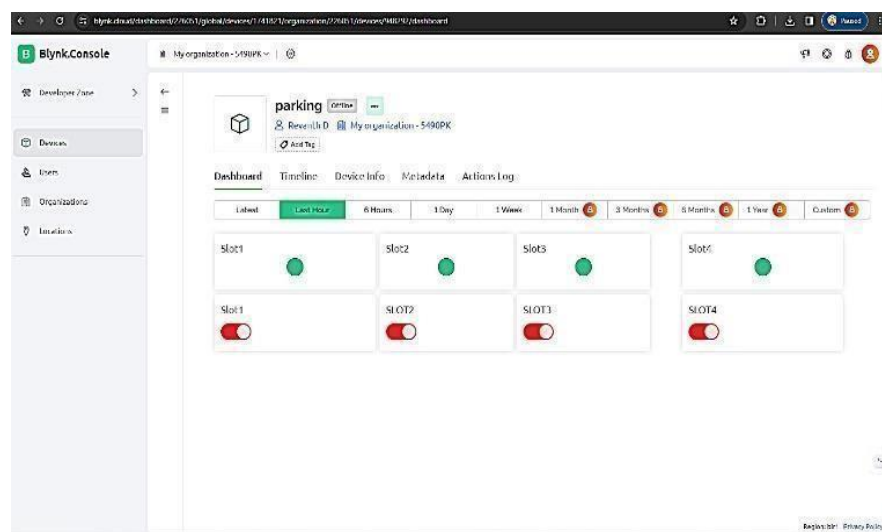 Blynk.Console
My organization - 5490PK
Developer Zone
Devices
Users
Organizations
Locations
parking Offline
Reventh D My organization - 5490PK
Add Tag
Dashboard Timeline Device Info Metadata Actions Log
Latest Last Hour 6 Hours 1 Day 1 Week 1 Month 3 Months 6 Months 1 Year Custom
Slot1 Slot2 Slot3 Slot4
Slot1 SLOT2 SLOT3 SLOT4
Privacy Policy
Paused